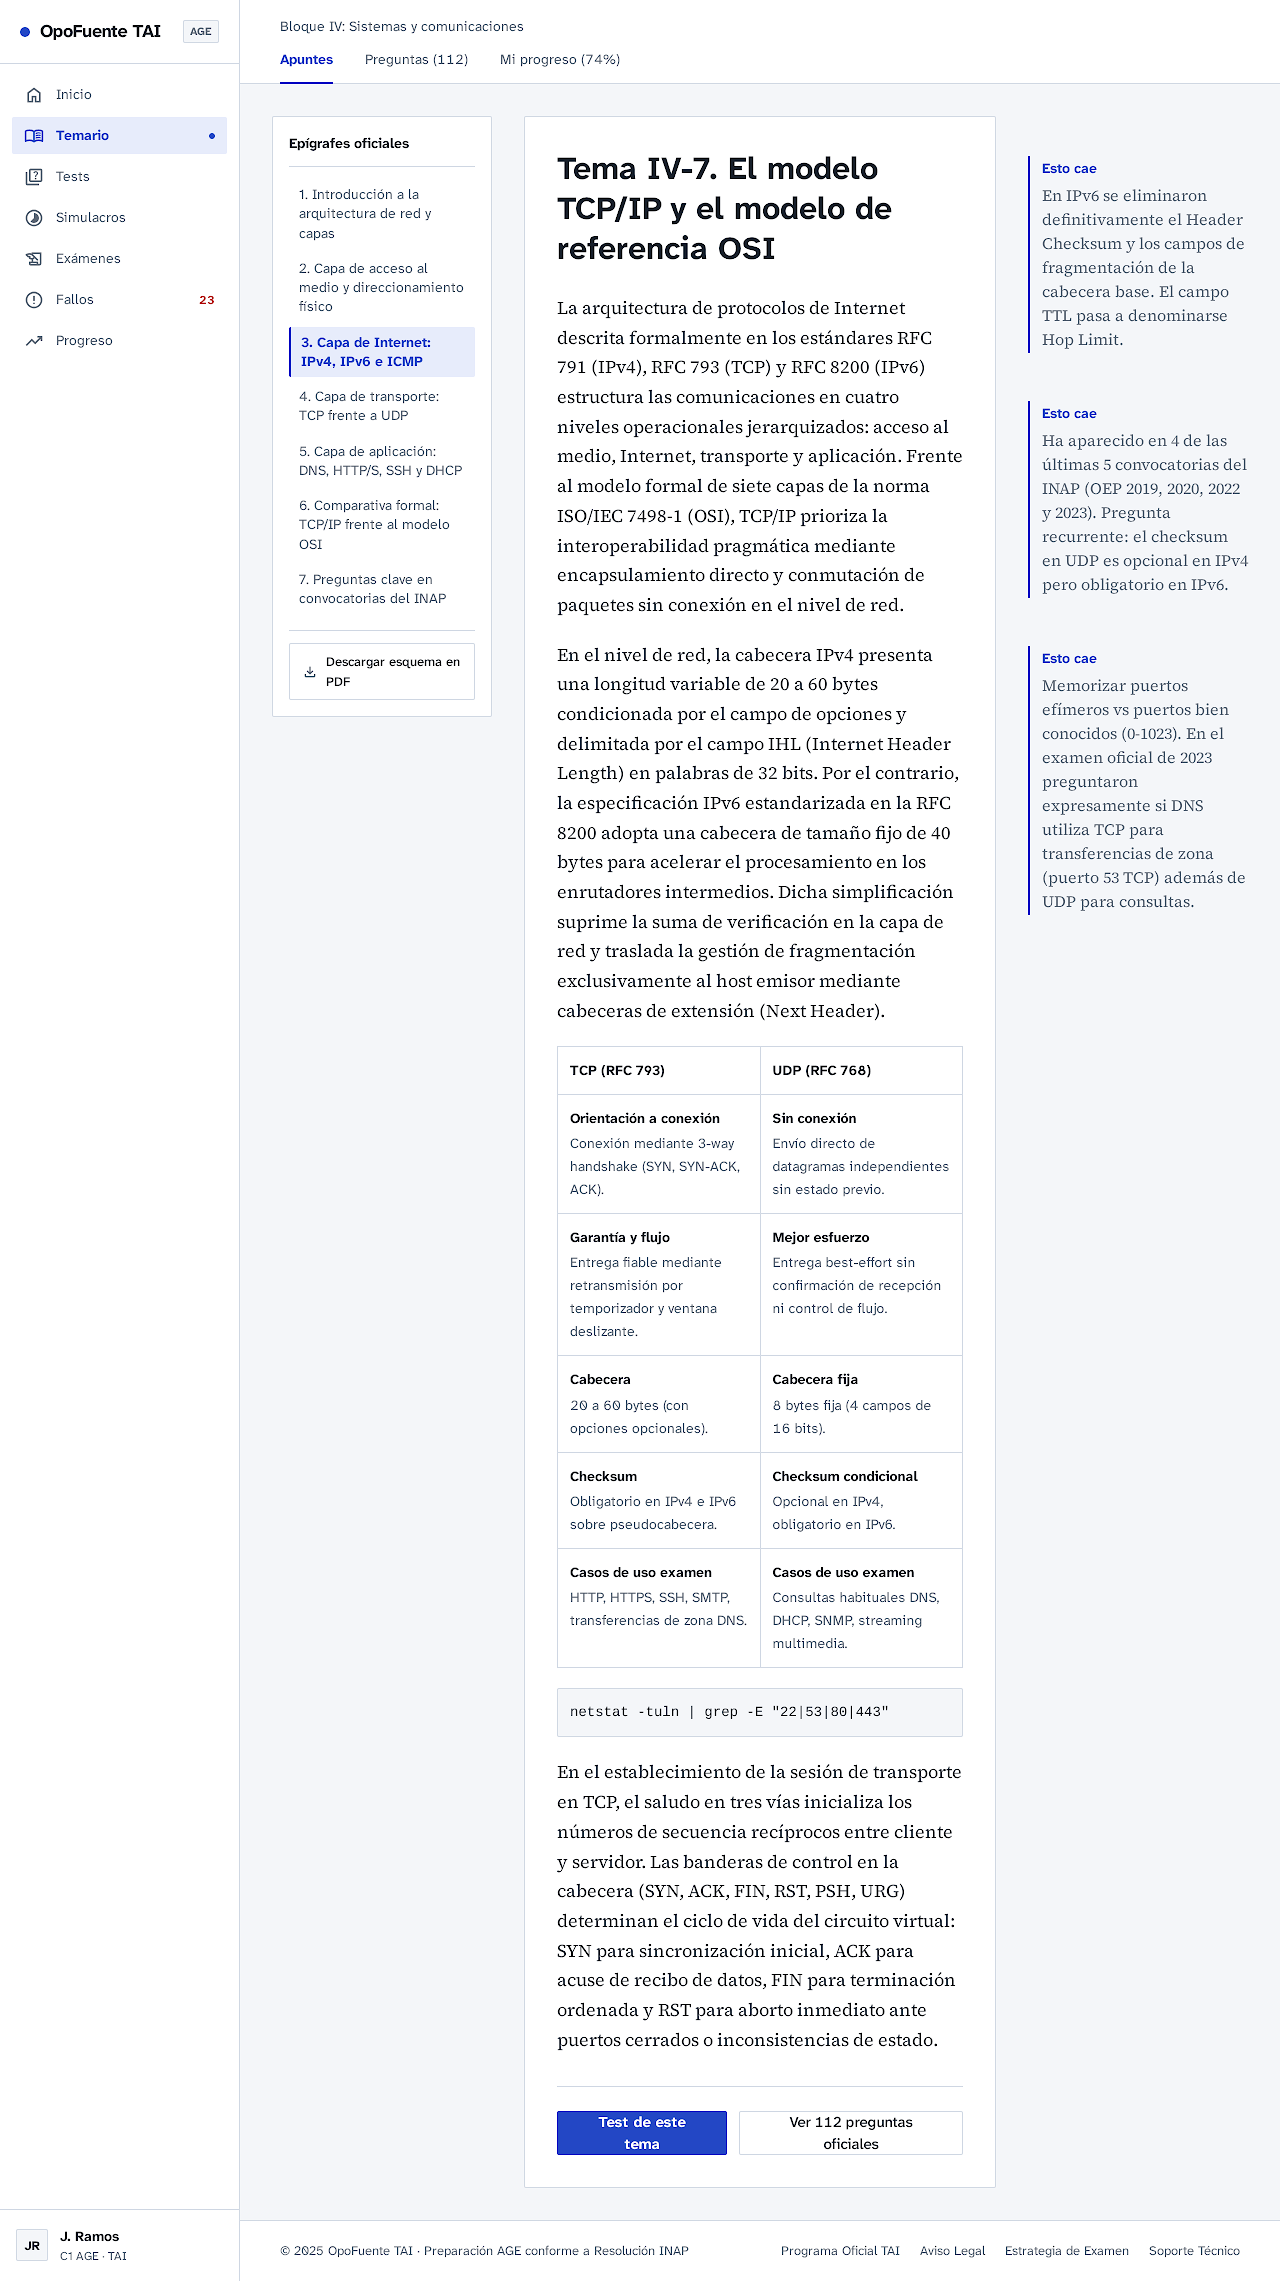 OpoFuente TAI
AGE
Inicio
Temario
Tests
Simulacros
Exámenes
Fallos
23
Progreso
J. Ramos
JR
C1 AGE · TAI
Bloque IV: Sistemas y comunicaciones
Apuntes
Preguntas (112)
Mi progreso (74%)
Epígrafes oficiales
1. Introducción a la
arquitectura de red y
capas
2. Capa de acceso al
medio y direccionamiento
físico
3. Capa de Internet:
IPv4, IPv6 e ICMP
4. Capa de transporte:
TCP frente a UDP
5. Capa de aplicación:
DNS, HTTP/S, SSH y DHCP
6. Comparativa formal:
TCP/IP frente al modelo
OSI
7. Preguntas clave en
convocatorias del INAP
Descargar esquema en
PDF
Tema IV-7. El modelo
TCP/IP y el modelo de
referencia OSI
La arquitectura de protocolos de Internet
descrita formalmente en los estándares RFC
791 (IPv4), RFC 793 (TCP) y RFC 8200 (IPv6)
estructura las comunicaciones en cuatro
niveles operacionales jerarquizados: acceso al
medio, Internet, transporte y aplicación. Frente
al modelo formal de siete capas de la norma
ISO/IEC 7498-1 (OSI), TCP/IP prioriza la
interoperabilidad pragmática mediante
encapsulamiento directo y conmutación de
paquetes sin conexión en el nivel de red.
En el nivel de red, la cabecera IPv4 presenta
una longitud variable de 20 a 60 bytes
condicionada por el campo de opciones y
delimitada por el campo IHL (Internet Header
Length) en palabras de 32 bits. Por el contrario,
la especificación IPv6 estandarizada en la RFC
8200 adopta una cabecera de tamaño fijo de 40
bytes para acelerar el procesamiento en los
enrutadores intermedios. Dicha simplificación
suprime la suma de verificación en la capa de
red y traslada la gestión de fragmentación
exclusivamente al host emisor mediante
cabeceras de extensión (Next Header).
TCP (RFC 793)
UDP (RFC 768)
Orientación a conexión
Conexión mediante 3-way
handshake (SYN, SYN-ACK,
ACK).
Sin conexión
Envío directo de
datagramas independientes
sin estado previo.
Garantía y flujo
Entrega fiable mediante
retransmisión por
temporizador y ventana
deslizante.
Mejor esfuerzo
Entrega best-effort sin
confirmación de recepción
ni control de flujo.
Cabecera
20 a 60 bytes (con
opciones opcionales).
Cabecera fija
8 bytes fija (4 campos de
16 bits).
Checksum
Obligatorio en IPv4 e IPv6
sobre pseudocabecera.
Checksum condicional
Opcional en IPv4,
obligatorio en IPv6.
Casos de uso examen
HTTP, HTTPS, SSH, SMTP,
transferencias de zona DNS.
Casos de uso examen
Consultas habituales DNS,
DHCP, SNMP, streaming
multimedia.
netstat -tuln | grep -E "22|53|80|443"
En el establecimiento de la sesión de transporte
en TCP, el saludo en tres vías inicializa los
números de secuencia recíprocos entre cliente
y servidor. Las banderas de control en la
cabecera (SYN, ACK, FIN, RST, PSH, URG)
determinan el ciclo de vida del circuito virtual:
SYN para sincronización inicial, ACK para
acuse de recibo de datos, FIN para terminación
ordenada y RST para aborto inmediato ante
puertos cerrados o inconsistencias de estado.
Test de este
tema
Ver 112 preguntas
oficiales
Esto cae
En IPv6 se eliminaron
definitivamente el Header
Checksum y los campos de
fragmentación de la
cabecera base. El campo
TTL pasa a denominarse
Hop Limit.
Esto cae
Ha aparecido en 4 de las
últimas 5 convocatorias del
INAP (OEP 2019, 2020, 2022
y 2023). Pregunta
recurrente: el checksum
en UDP es opcional en IPv4
pero obligatorio en IPv6.
Esto cae
Memorizar puertos
efímeros vs puertos bien
conocidos (0-1023). En el
examen oficial de 2023
preguntaron
expresamente si DNS
utiliza TCP para
transferencias de zona
(puerto 53 TCP) además de
UDP para consultas.
© 2025 OpoFuente TAI · Preparación AGE conforme a Resolución INAP
Programa Oficial TAI
Aviso Legal
Estrategia de Examen
Soporte Técnico